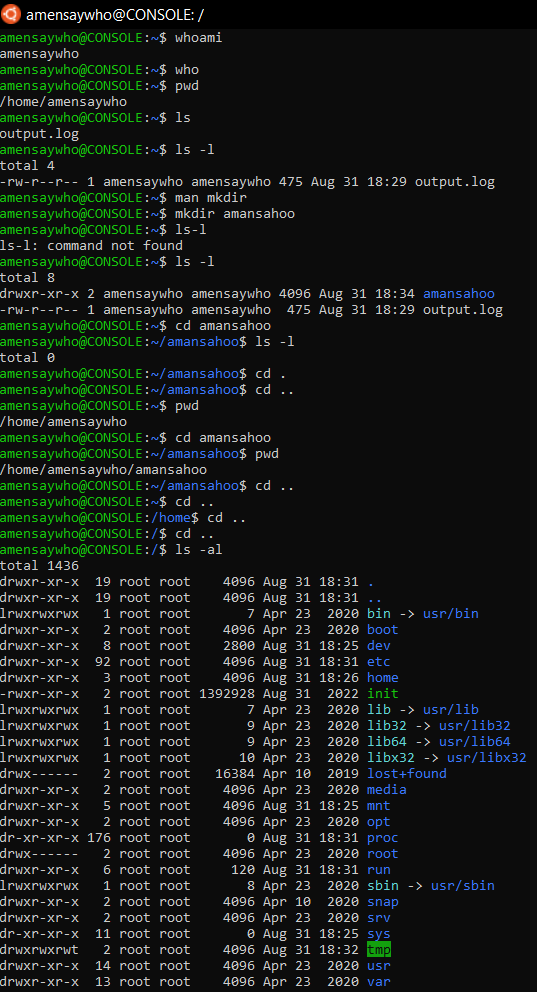 amensaywho@CONSOLE: /
amensaywho@CONSOLE:~$ whoami
amensaywho
amensaywho@CONSOLE:~$ who
amensaywho@CONSOLE:~$ pwd
/home/amensaywho
amensaywho@CONSOLE:~$ ls
output.log
amensaywho@CONSOLE:~$ ls -l
total 4
-rw-r--r-- 1 amensaywho amensaywho 475 Aug 31 18:29 output.log
amensaywho@CONSOLE:~$ man mkdir
amensaywho@CONSOLE:~$ mkdir amansahoo
amensaywho@CONSOLE:~$ ls-l
ls-l: command not found
amensaywho@CONSOLE:~$ ls -l
total 8
drwxr-xr-x 2 amensaywho amensaywho 4096 Aug 31 18:34 amansahoo
-rw-r--r-- 1 amensaywho amensaywho  475 Aug 31 18:29 output.log
amensaywho@CONSOLE:~$ cd amansahoo
amensaywho@CONSOLE:~/amansahoo$ ls -l
total 0
amensaywho@CONSOLE:~/amansahoo$ cd .
amensaywho@CONSOLE:~/amansahoo$ cd ..
amensaywho@CONSOLE:~$ pwd
/home/amensaywho
amensaywho@CONSOLE:~$ cd amansahoo
amensaywho@CONSOLE:~/amansahoo$ pwd
/home/amensaywho/amansahoo
amensaywho@CONSOLE:~/amansahoo$ cd ..
amensaywho@CONSOLE:~$ cd ..
amensaywho@CONSOLE:/home$ cd ..
amensaywho@CONSOLE:/$ cd ..
amensaywho@CONSOLE:/$ ls -al
total 1436
drwxr-xr-x  19 root root    4096 Aug 31 18:31 .
drwxr-xr-x  19 root root    4096 Aug 31 18:31 ..
lrwxrwxrwx   1 root root       7 Apr 23  2020 bin -> usr/bin
drwxr-xr-x   2 root root    4096 Apr 23  2020 boot
drwxr-xr-x   8 root root    2800 Aug 31 18:25 dev
drwxr-xr-x  92 root root    4096 Aug 31 18:31 etc
drwxr-xr-x   3 root root    4096 Aug 31 18:26 home
-rwxr-xr-x   2 root root 1392928 Aug 31  2022 init
lrwxrwxrwx   1 root root       7 Apr 23  2020 lib -> usr/lib
lrwxrwxrwx   1 root root       9 Apr 23  2020 lib32 -> usr/lib32
lrwxrwxrwx   1 root root       9 Apr 23  2020 lib64 -> usr/lib64
lrwxrwxrwx   1 root root      10 Apr 23  2020 libx32 -> usr/libx32
drwx------   2 root root   16384 Apr 10  2019 lost+found
drwxr-xr-x   2 root root    4096 Apr 23  2020 media
drwxr-xr-x   5 root root    4096 Aug 31 18:25 mnt
drwxr-xr-x   2 root root    4096 Apr 23  2020 opt
dr-xr-xr-x 176 root root       0 Aug 31 18:31 proc
drwx------   2 root root    4096 Apr 23  2020 root
drwxr-xr-x   6 root root     120 Aug 31 18:31 run
lrwxrwxrwx   1 root root       8 Apr 23  2020 sbin -> usr/sbin
drwxr-xr-x   2 root root    4096 Apr 10  2020 snap
drwxr-xr-x   2 root root    4096 Apr 23  2020 srv
dr-xr-xr-x  11 root root       0 Aug 31 18:25 sys
drwxrwxrwt   2 root root    4096 Aug 31 18:32 tmp
drwxr-xr-x  14 root root    4096 Apr 23  2020 usr
drwxr-xr-x  13 root root    4096 Apr 23  2020 var